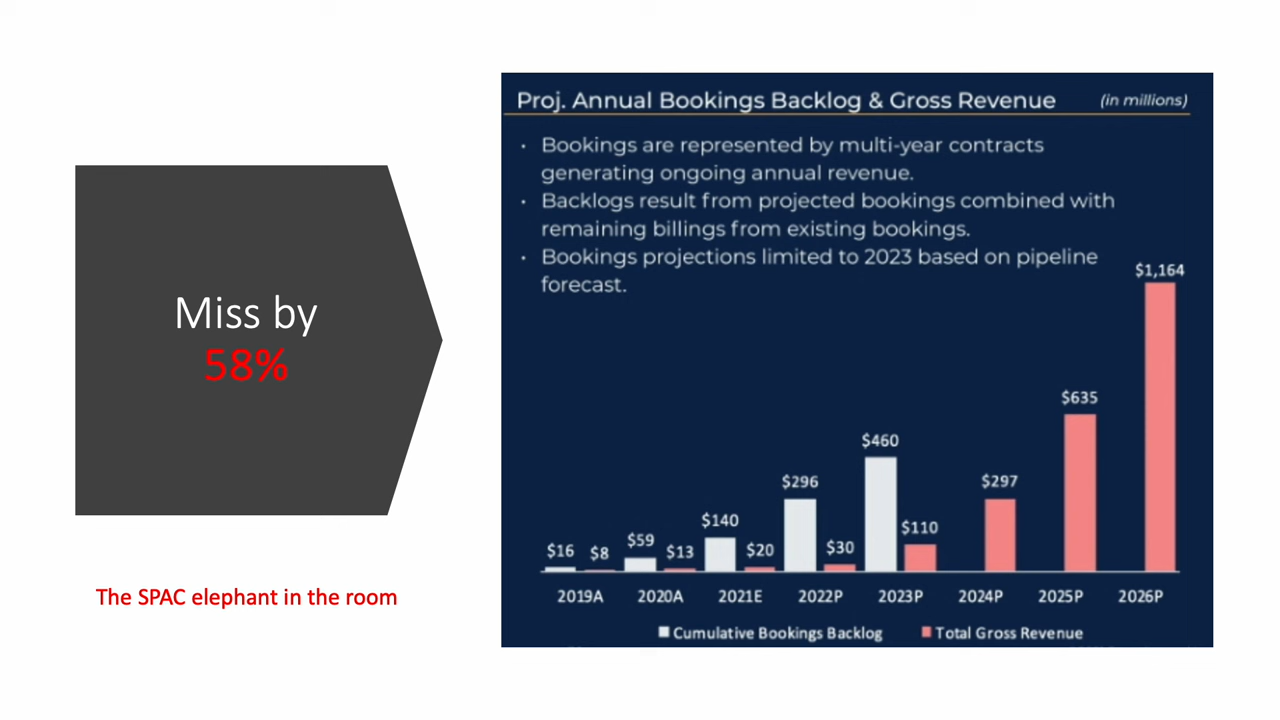 Miss by
58%
The SPAC elephant in the room
Proj. Annual Bookings Backlog & Gross Revenue (in millions)
• Bookings are represented by multi-year contracts
generating ongoing annual revenue.
• Backlogs result from projected bookings combined with
remaining billings from existing bookings.
• Bookings projections limited to 2023 based on pipeline
forecast.
$1,164
$635
$460
$296 $297
$140 $110
$16 $8 $59 $13 $20 $30
2019A 2020A 2021E 2022P 2023P 2024P 2025P 2026P
Cumulative Bookings Backlog Total Gross Revenue